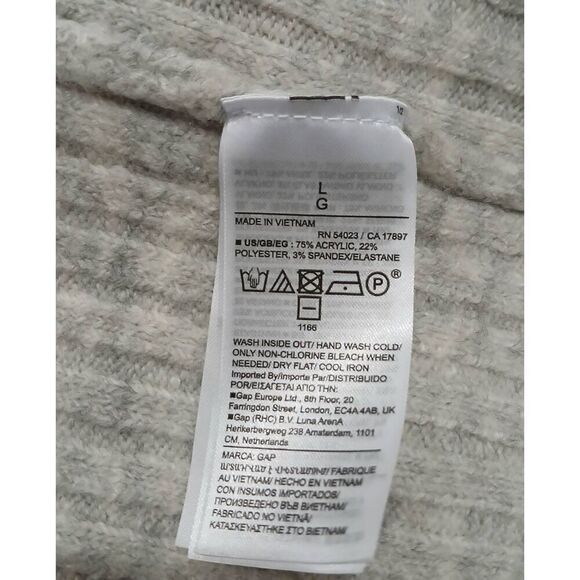 L
G
MADE IN VIETNAM
RN 54023 / CA 17897
■ US/GB/EG : 75% ACRYLIC, 22%
POLYESTER, 3% SPANDEX/ELASTANE
P ®
1166
WASH INSIDE OUT/ HAND WASH COLD/
ONLY NON-CHLORINE BLEACH WHEN
NEEDED/ DRY FLAT/ COOL IRON
Imported By/Importe Par/DISTRIBUIDO
POR/ΕΙΣΑΓΕΤΑΙ ΑΠΟ ΤΗΝ:
■Gap Europe Ltd., 8th Floor, 20
Farringdon Street, London, EC4A 4AB, UK
■Gap (RHC) B.V. Luna ArenA
Herikerbergweg 238 Amsterdam, 1101
CM, Netherlands
MARCA: GAP
FABRIQUÉ
AU VIETNAM/ HECHO EN VIETNAM
CON INSUMOS IMPORTADOS/
ПРОИЗВЕДЕНО ВЪВ ВИЕТНАМ/
FABRICADO NO VIETNÃ/
ΚΑΤΑΣΚΕΥΑΣΤΗΚΕ ΣΤΟ ΒΙΕΤΝΑΜ/